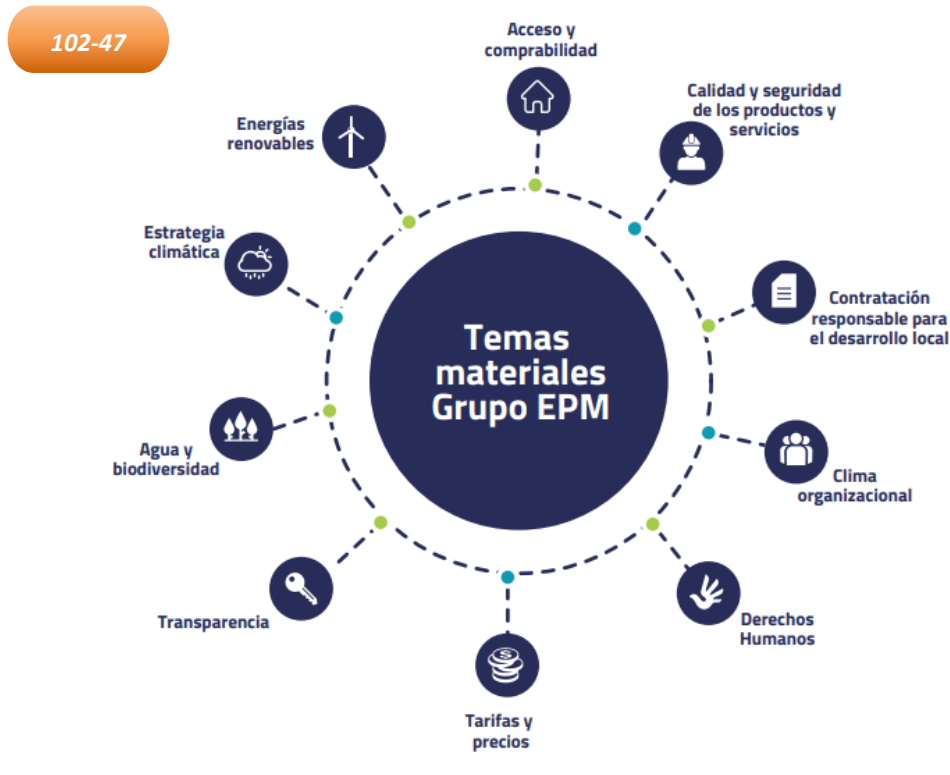 102-47
Acceso y
comprabilidad
Calidad y seguridad
de los productos y
servicios
Contratación
responsable para
el desarrollo local
Clima
organizacional
Derechos
Humanos
Tarifas y
precios
Transparencia
Agua y
biodiversidad
Estrategia
climática
Energías
renovables
Temas
materiales
Grupo EPM